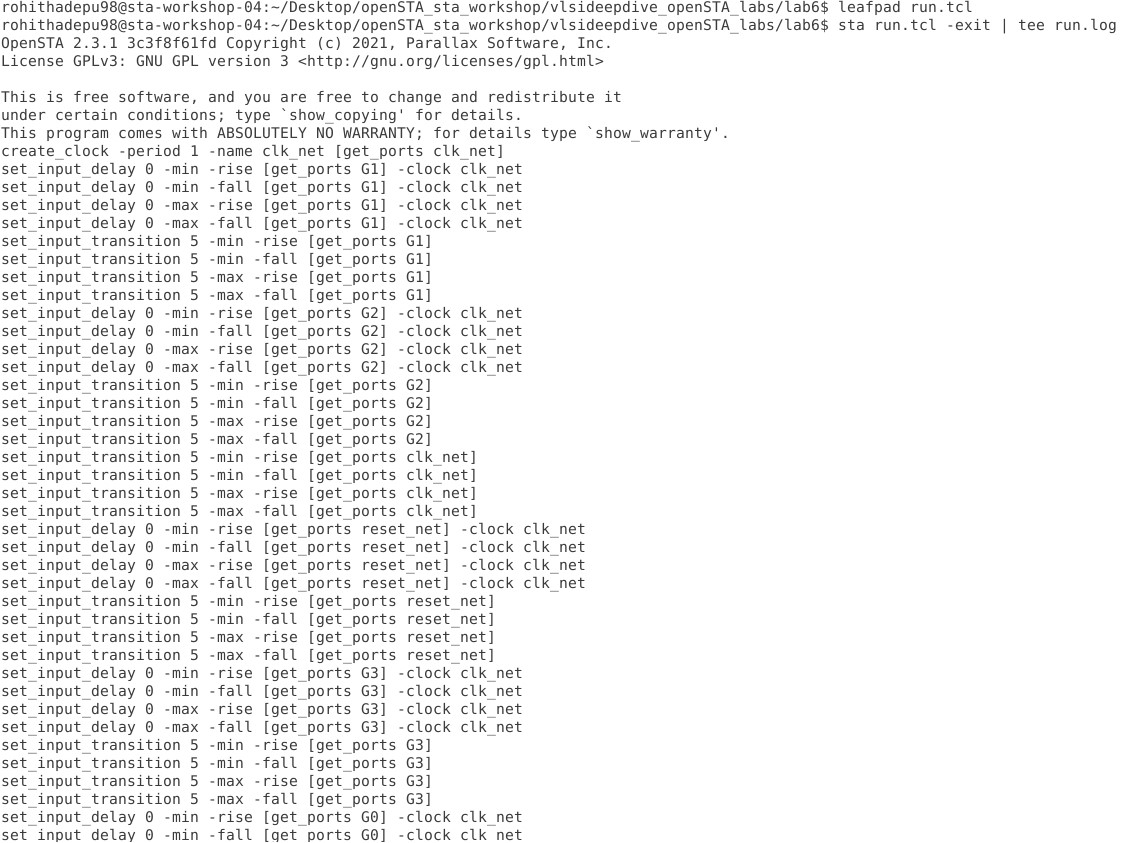 rohithadepu98@sta-workshop-04:~/Desktop/openSTA_sta_workshop/vlsideepdive_openSTA_labs/lab6$ leafpad run.tcl
rohithadepu98@sta-workshop-04:~/Desktop/openSTA_sta_workshop/vlsideepdive_openSTA_labs/lab6$ sta run.tcl -exit | tee run.log
OpenSTA 2.3.1 3c3f8f61fd Copyright (c) 2021, Parallax Software, Inc.
License GPLv3: GNU GPL version 3 <http://gnu.org/licenses/gpl.html>

This is free software, and you are free to change and redistribute it
under certain conditions; type `show_copying' for details.
This program comes with ABSOLUTELY NO WARRANTY; for details type `show_warranty'.
create_clock -period 1 -name clk_net [get_ports clk_net]
set_input_delay 0 -min -rise [get_ports G1] -clock clk_net
set_input_delay 0 -min -fall [get_ports G1] -clock clk_net
set_input_delay 0 -max -rise [get_ports G1] -clock clk_net
set_input_delay 0 -max -fall [get_ports G1] -clock clk_net
set_input_transition 5 -min -rise [get_ports G1]
set_input_transition 5 -min -fall [get_ports G1]
set_input_transition 5 -max -rise [get_ports G1]
set_input_transition 5 -max -fall [get_ports G1]
set_input_delay 0 -min -rise [get_ports G2] -clock clk_net
set_input_delay 0 -min -fall [get_ports G2] -clock clk_net
set_input_delay 0 -max -rise [get_ports G2] -clock clk_net
set_input_delay 0 -max -fall [get_ports G2] -clock clk_net
set_input_transition 5 -min -rise [get_ports G2]
set_input_transition 5 -min -fall [get_ports G2]
set_input_transition 5 -max -rise [get_ports G2]
set_input_transition 5 -max -fall [get_ports G2]
set_input_transition 5 -min -rise [get_ports clk_net]
set_input_transition 5 -min -fall [get_ports clk_net]
set_input_transition 5 -max -rise [get_ports clk_net]
set_input_transition 5 -max -fall [get_ports clk_net]
set_input_delay 0 -min -rise [get_ports reset_net] -clock clk_net
set_input_delay 0 -min -fall [get_ports reset_net] -clock clk_net
set_input_delay 0 -max -rise [get_ports reset_net] -clock clk_net
set_input_delay 0 -max -fall [get_ports reset_net] -clock clk_net
set_input_transition 5 -min -rise [get_ports reset_net]
set_input_transition 5 -min -fall [get_ports reset_net]
set_input_transition 5 -max -rise [get_ports reset_net]
set_input_transition 5 -max -fall [get_ports reset_net]
set_input_delay 0 -min -rise [get_ports G3] -clock clk_net
set_input_delay 0 -min -fall [get_ports G3] -clock clk_net
set_input_delay 0 -max -rise [get_ports G3] -clock clk_net
set_input_delay 0 -max -fall [get_ports G3] -clock clk_net
set_input_transition 5 -min -rise [get_ports G3]
set_input_transition 5 -min -fall [get_ports G3]
set_input_transition 5 -max -rise [get_ports G3]
set_input_transition 5 -max -fall [get_ports G3]
set_input_delay 0 -min -rise [get_ports G0] -clock clk_net
set_input_delay 0 -min -fall [get_ports G0] -clock clk_net